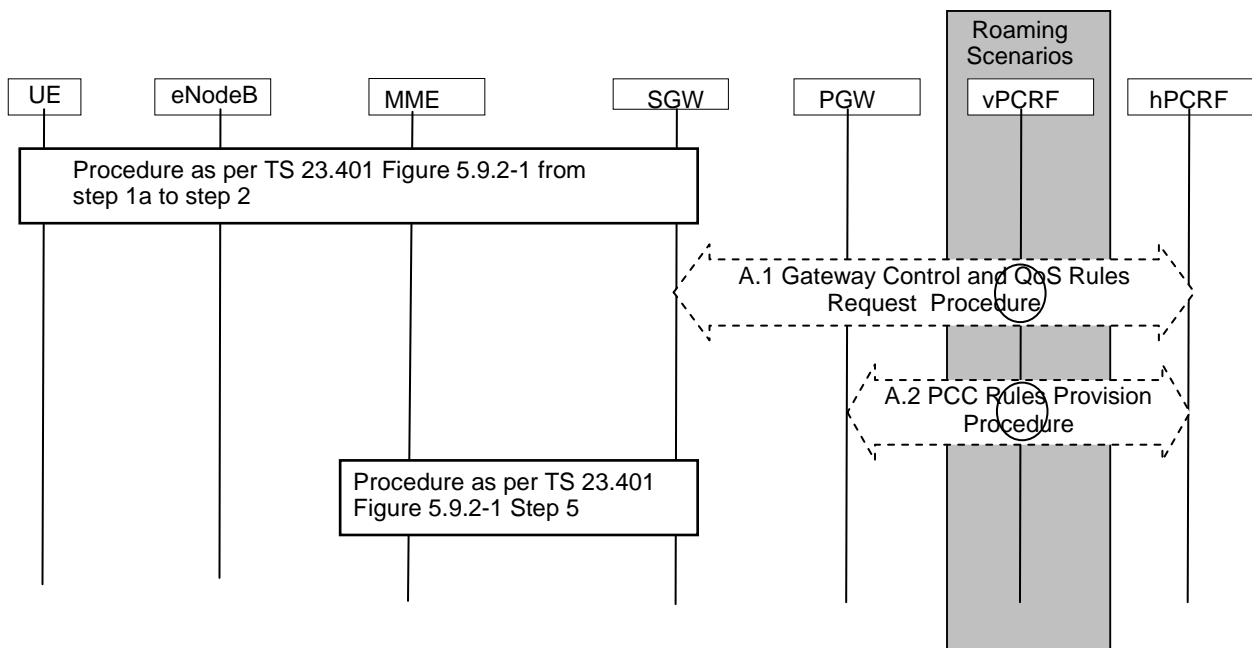 Roaming
Scenarios
UE
eNodeB
MME
SGW
PGW
vPCRF
hPCRF
Procedure as per TS 23.401 Figure 5.9.2-1 from
step 1a to step 2
A.1 Gateway Control and QoS Rules
Request Procedure
A.2 PCC Rules Provision
Procedure
Procedure as per TS 23.401
Figure 5.9.2-1 Step 5